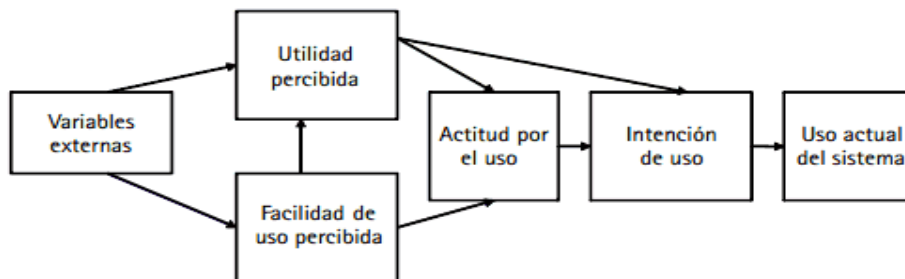 Variables
externas
Utilidad
percibida
Facilidad de
uso percibida
Actitud por
el uso
Intención
de uso
Uso actual
del sistema